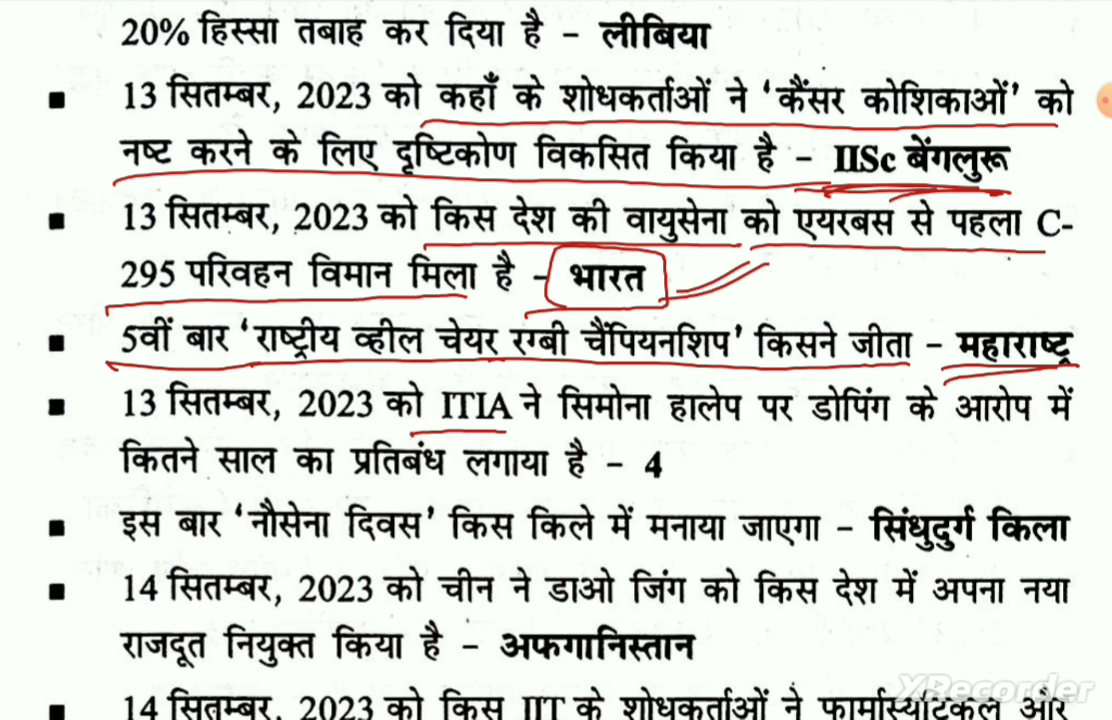 20% हिस्सा तबाह कर दिया है – लीबिया
■ 13 सितम्बर, 2023 को कहाँ के शोधकर्ताओं ने 'कैंसर कोशिकाओं' को
नष्ट करने के लिए दृष्टिकोण विकसित किया है – IISc बेंगलुरू
■ 13 सितम्बर, 2023 को किस देश की वायुसेना को एयरबस से पहला C-
295 परिवहन विमान मिला है – भारत
■ 5वीं बार 'राष्ट्रीय व्हील चेयर रग्बी चैंपियनशिप' किसने जीता – महाराष्ट्र
■ 13 सितम्बर, 2023 को ITIA ने सिमोना हालेप पर डोपिंग के आरोप में
कितने साल का प्रतिबंध लगाया है – 4
■ इस बार 'नौसेना दिवस' किस किले में मनाया जाएगा – सिंधुदुर्ग किला
■ 14 सितम्बर, 2023 को चीन ने डाओ जिंग को किस देश में अपना नया
राजदूत नियुक्त किया है – अफगानिस्तान
■ 14 सितम्बर, 2023 को किस IIT के शोधकर्ताओं ने फार्मास्यूटिकल और
XRecorder